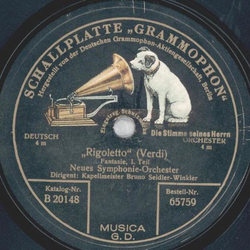 SCHALLPLATTE „GRAMMOPHON"
Hergestellt von der Deutschen Grammophon-Aktiengesellschaft, Berlin
Die Stimme seines Herrn
DEUTSCH
4 m
ORCHESTER
4 m
„Rigoletto" (Verdi)
Fantasie, I. Teil
Neues Symphonie-Orchester
Dirigent: Kapellmeister Bruno Seidler-Winkler
Katalog-Nr.
B 20148
Bestell-Nr.
65759
MUSICA
G. D.